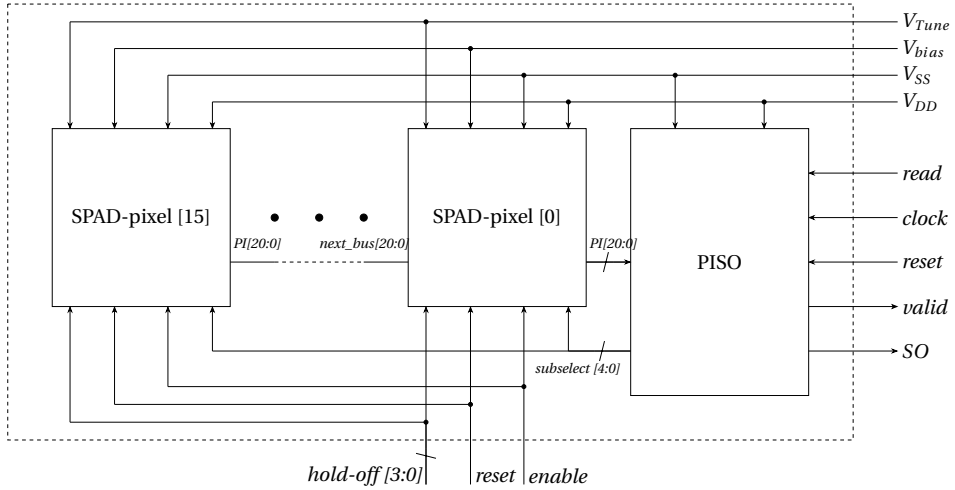 V_Tune
V_bias
V_SS
V_DD
SPAD-pixel [15]
SPAD-pixel [0]
PI[20:0]
next_bus[20:0]
PI[20:0]
PISO
read
clock
reset
valid
SO
subselect [4:0]
hold-off [3:0]
reset
enable